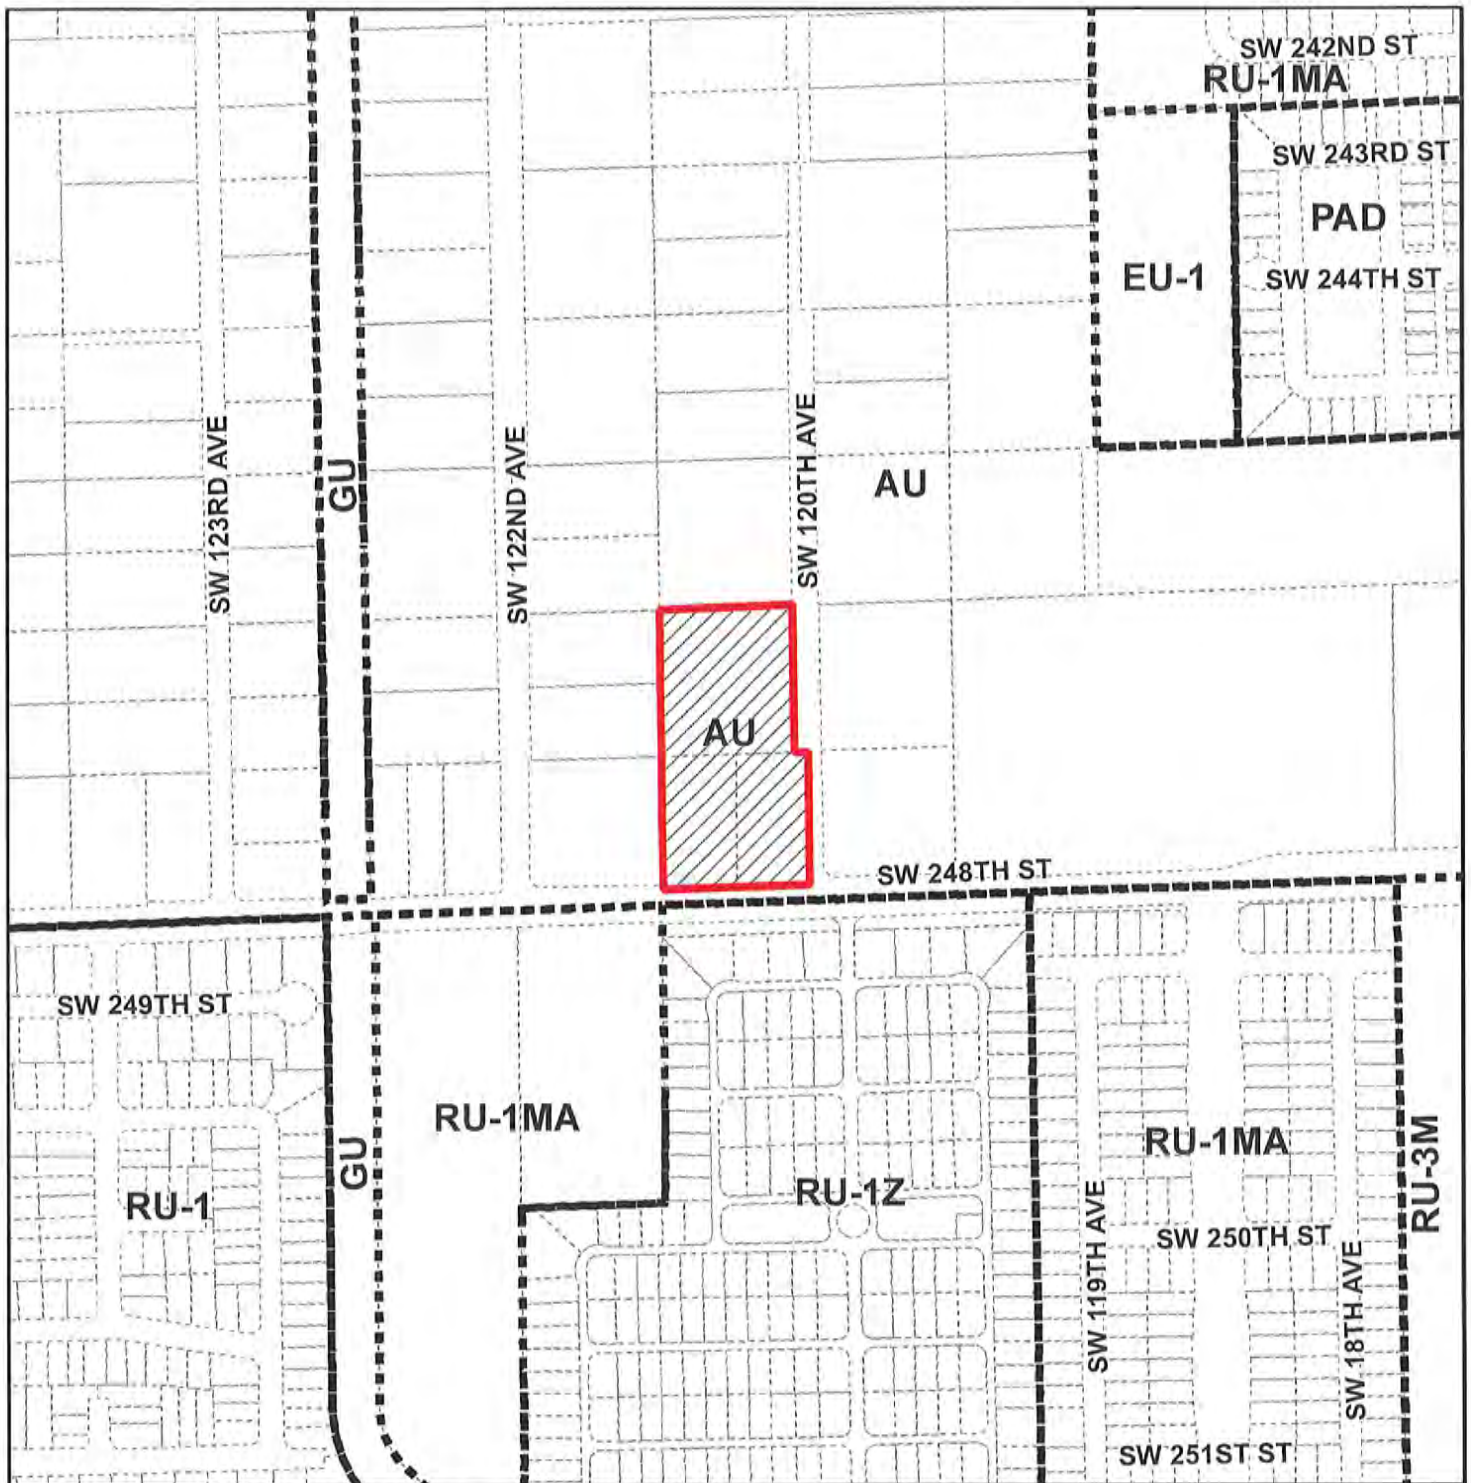 SW 242ND ST
RU-1MA
SW 243RD ST
PAD
EU-1
SW 244TH ST
SW 123RD AVE
GU
SW 122ND AVE
SW 120TH AVE
AU
AU
SW 248TH ST
SW 249TH ST
RU-1MA
RU-1
GU
RU-1Z
RU-1MA
SW 119TH AVE
SW 250TH ST
RU-3M
SW 18TH AVE
SW 251ST ST